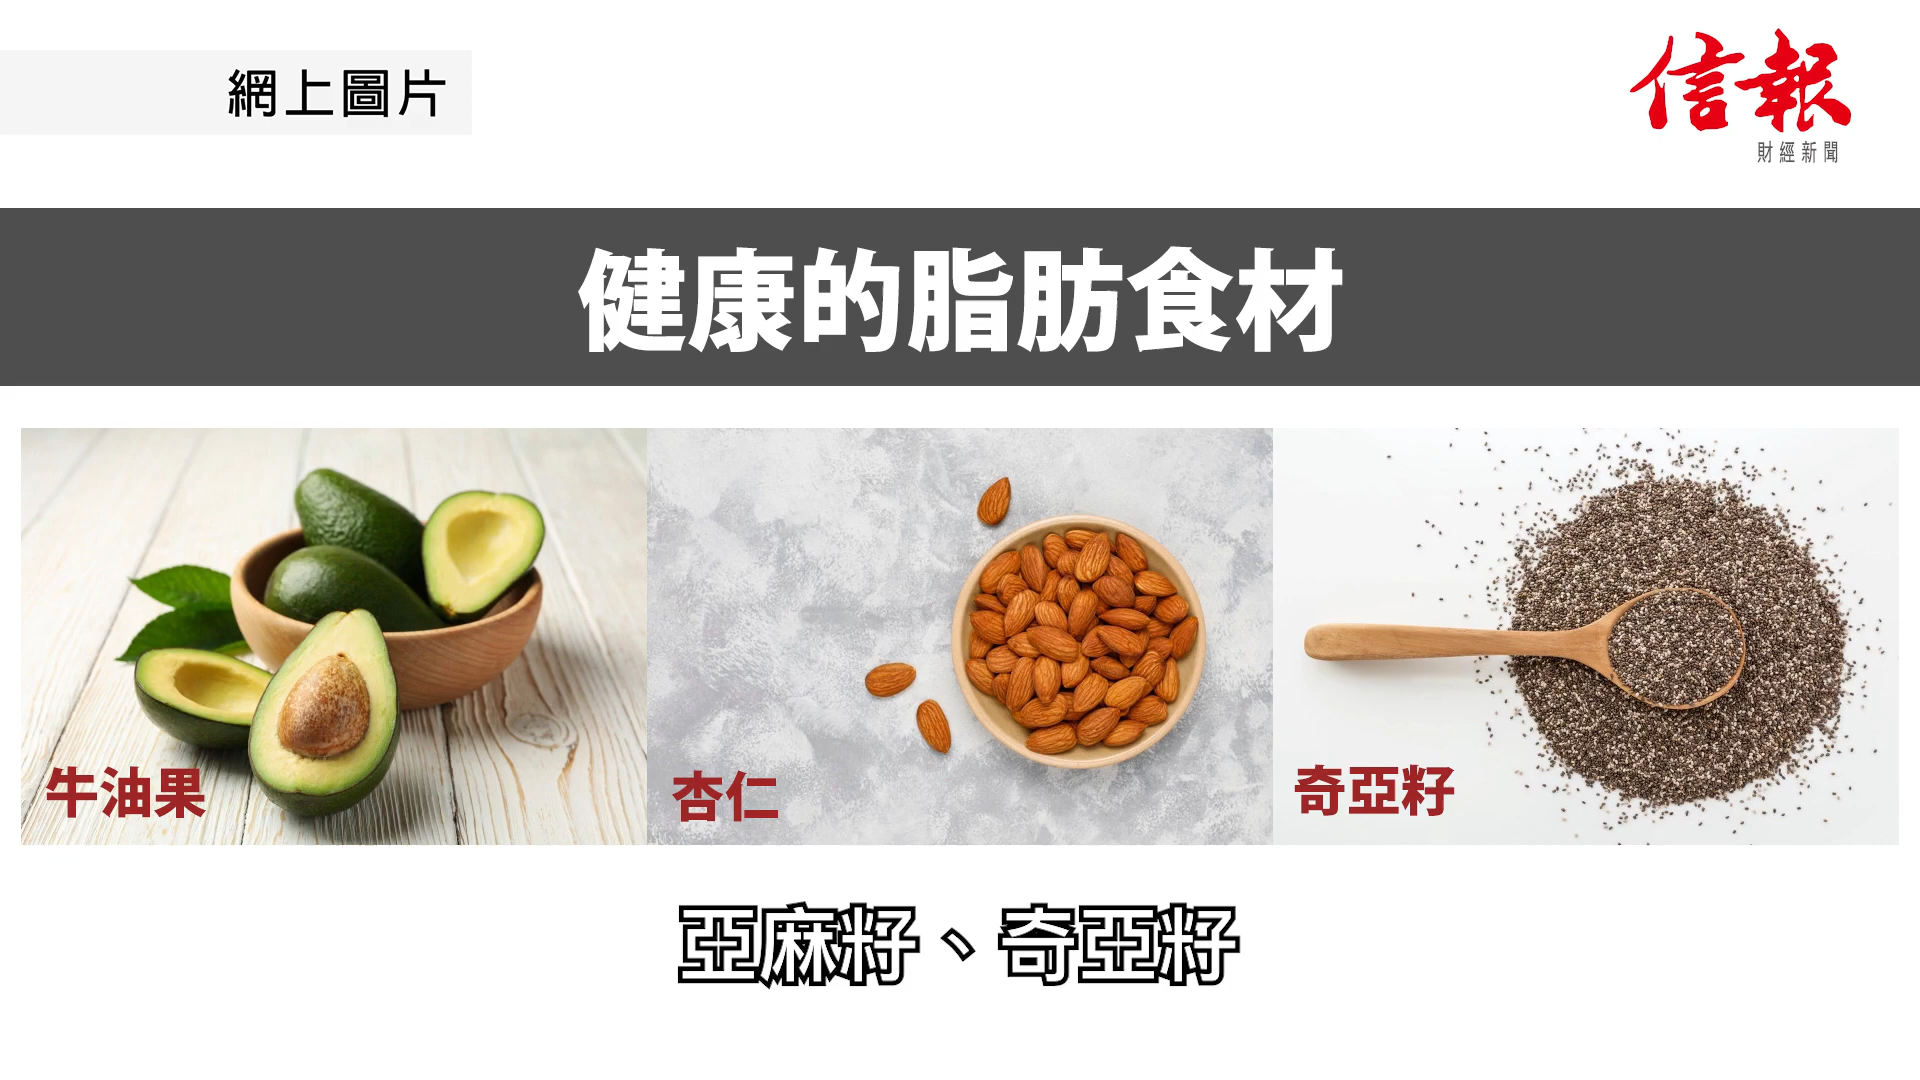 網上圖片
信報
財經新聞
健康的脂肪食材
牛油果
杏仁
奇亞籽
亞麻籽、奇亞籽